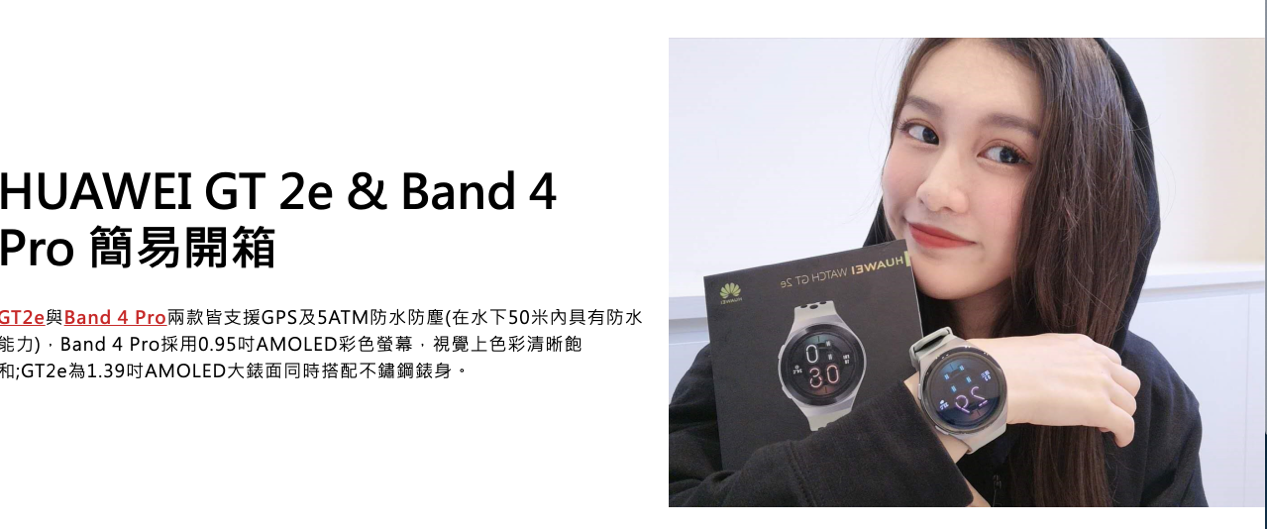 HUAWEI GT 2e & Band 4
Pro 簡易開箱
GT2e與Band 4 Pro兩款皆支援GPS及5ATM防水防塵(在水下50米內具有防水
能力)，Band 4 Pro採用0.95吋AMOLED彩色螢幕，視覺上色彩清晰飽
和;GT2e為1.39吋AMOLED大錶面同時搭配不鏽鋼錶身。
HUAWEI WATCH GT 2e
HUAWEI